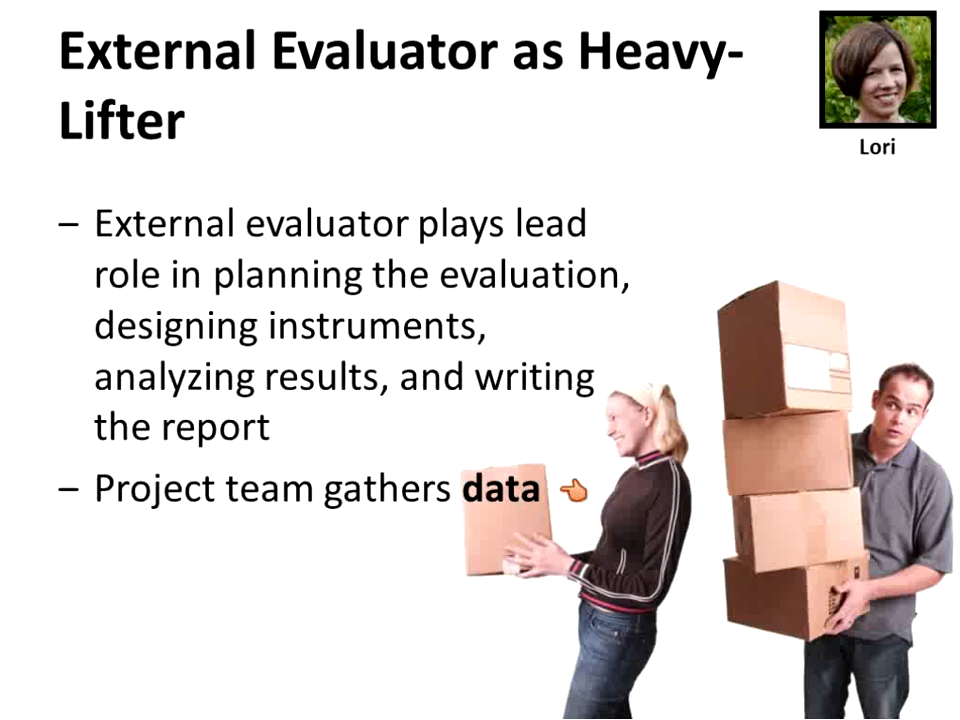 External Evaluator as Heavy-
Lifter
Lori
– External evaluator plays lead
role in planning the evaluation,
designing instruments,
analyzing results, and writing
the report
– Project team gathers data